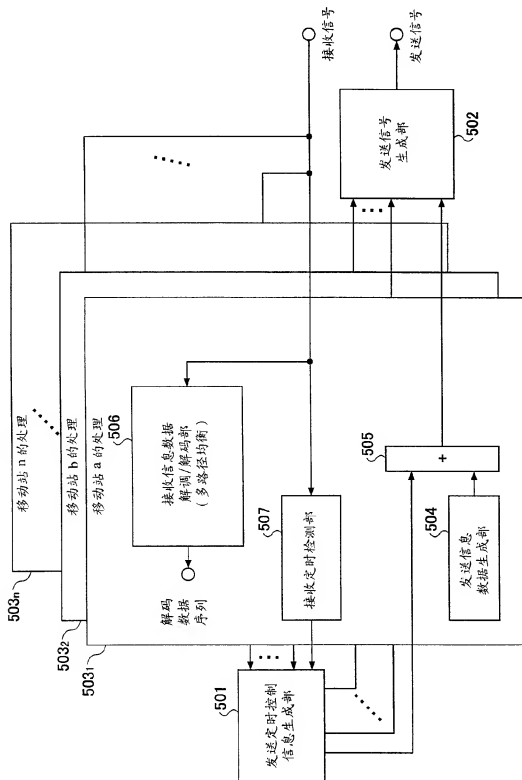 接收信号
发送信号
发送信号
生成部
502
移动站 n 的处理
移动站 b 的处理
移动站 a 的处理
506
接收信息数据
解调/解码部
(多路径均衡)
解码
数据
序列
507
接收定时检测部
505
+
504
发送信息
数据生成部
503n
5032
5031
501
发送定时控制
信息生成部